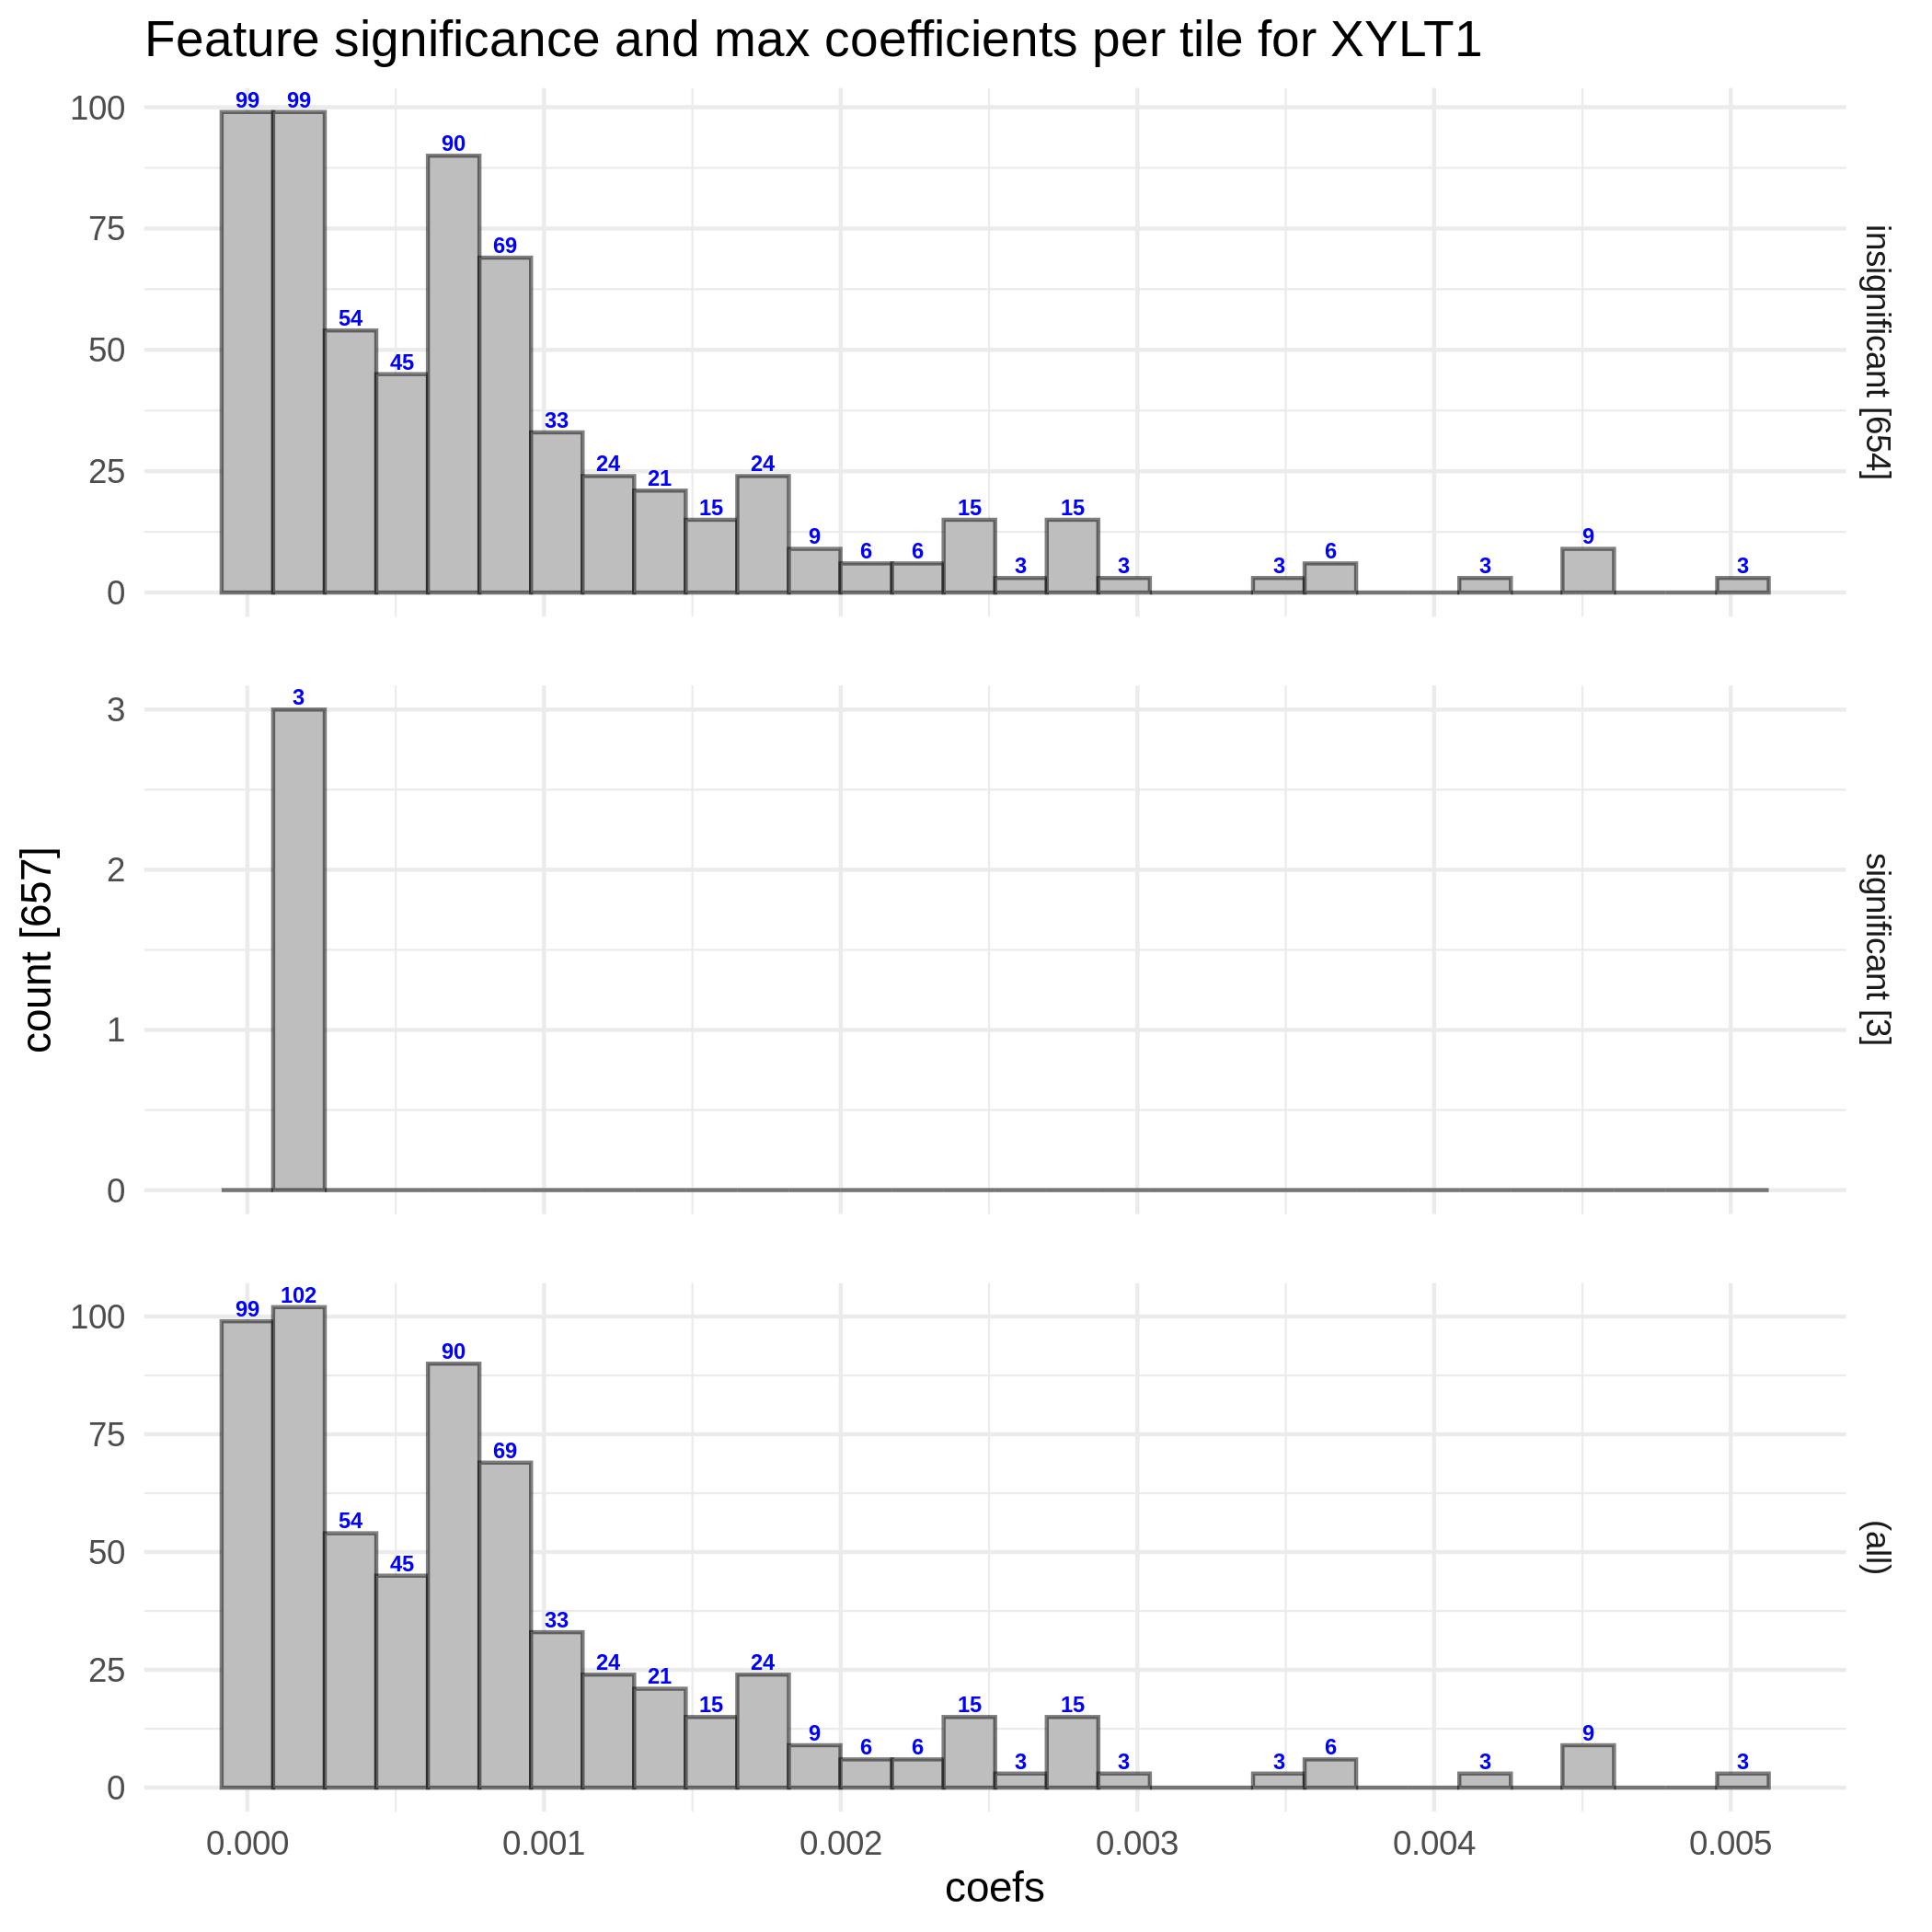 Feature significance and max coefficients per tile for XYLT1
100
75
50
25
0
99 99 54 45 90 69 33 24 21 15 24 9 6 6 15 3 15 3 3 6 3 9 3
insignificant [654]
count [657]
3
2
1
0
3
significant [3]
100
75
50
25
0
99 102 54 45 90 69 33 24 21 15 24 9 6 6 15 3 15 3 3 6 3 9 3
(all)
0.000 0.001 0.002 0.003 0.004 0.005
coefs